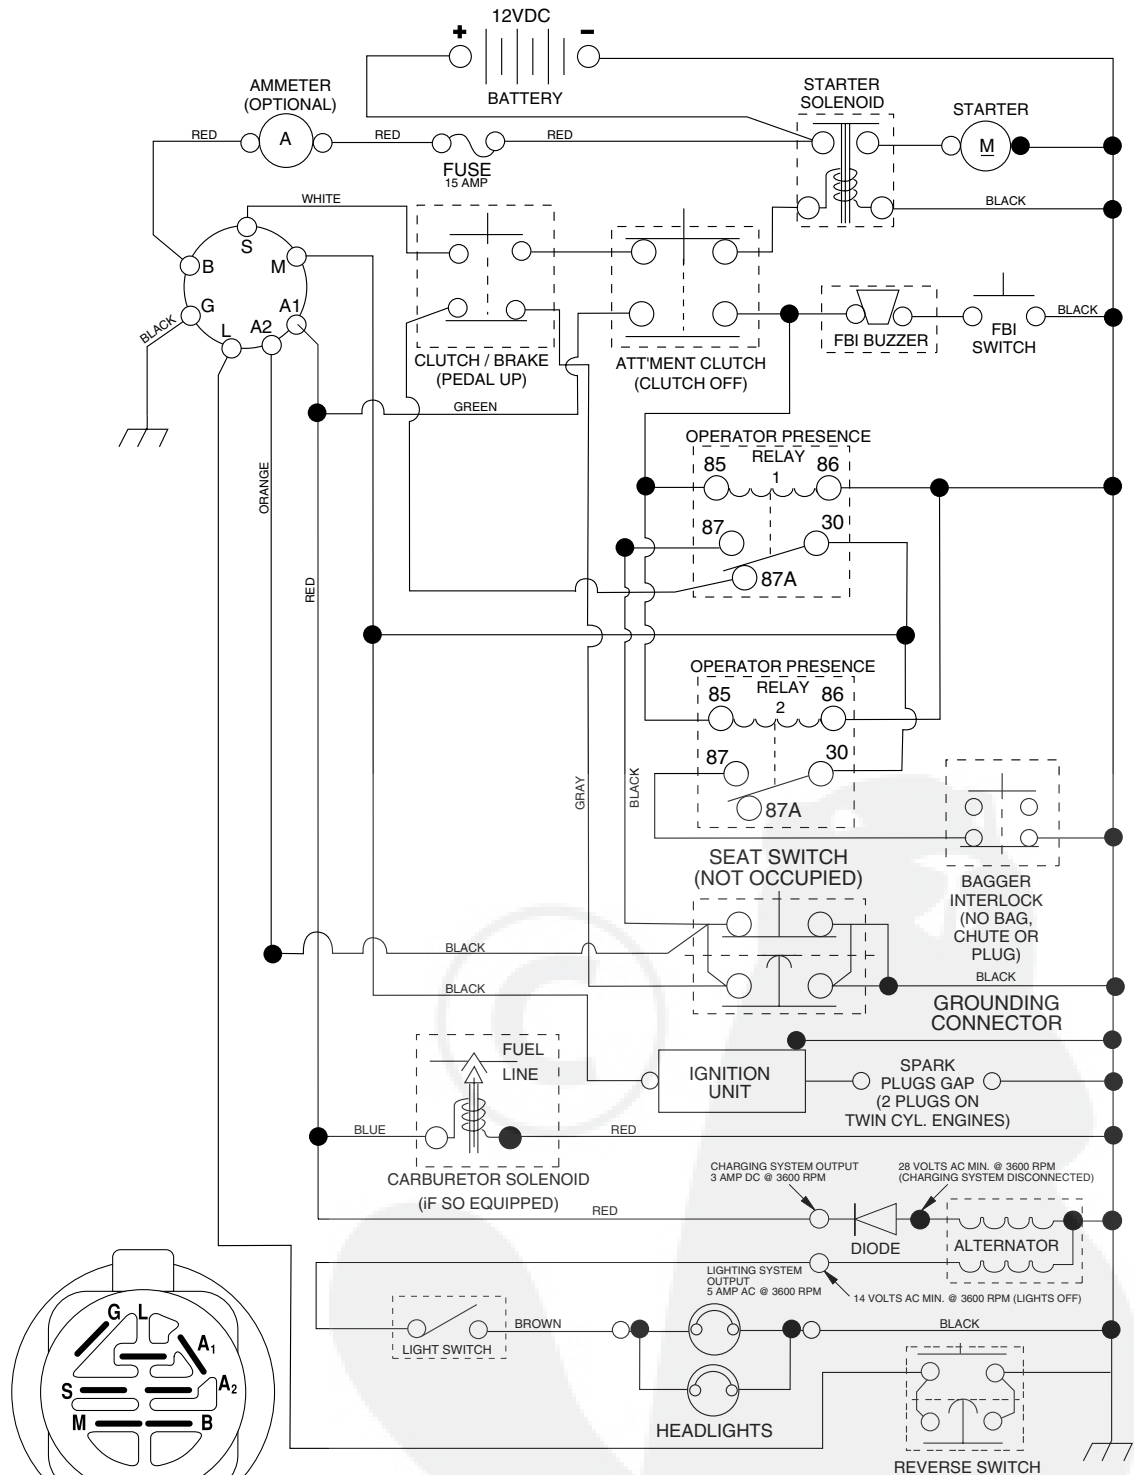 12VDC
+
-
BATTERY
AMMETER
(OPTIONAL)
STARTER
SOLENOID
STARTER
RED
A
RED
RED
M
FUSE
15 AMP
WHITE
BLACK
S
B
M
G
A1
A2
L
BLACK
CLUTCH / BRAKE
(PEDAL UP)
ATT'MENT CLUTCH
(CLUTCH OFF)
FBI BUZZER
FBI
SWITCH
BLACK
GREEN
OPERATOR PRESENCE
RELAY
1
85
86
87
30
87A
ORANGE
RED
OPERATOR PRESENCE
RELAY
2
85
86
87
30
87A
GRAY
BLACK
SEAT SWITCH
(NOT OCCUPIED)
BAGGER
INTERLOCK
(NO BAG,
CHUTE OR
PLUG)
BLACK
BLACK
BLACK
GROUNDING
CONNECTOR
FUEL
LINE
IGNITION
UNIT
SPARK
PLUGS GAP
(2 PLUGS ON
TWIN CYL. ENGINES)
BLUE
RED
CARBURETOR SOLENOID
(iF SO EQUIPPED)
CHARGING SYSTEM OUTPUT
3 AMP DC @ 3600 RPM
28 VOLTS AC MIN. @ 3600 RPM
(CHARGING SYSTEM DISCONNECTED)
RED
DIODE
ALTERNATOR
LIGHTING SYSTEM
OUTPUT
5 AMP AC @ 3600 RPM
14 VOLTS AC MIN. @ 3600 RPM (LIGHTS OFF)
LIGHT SWITCH
BROWN
BLACK
HEADLIGHTS
REVERSE SWITCH
G
L
A1
A2
S
M
B
©